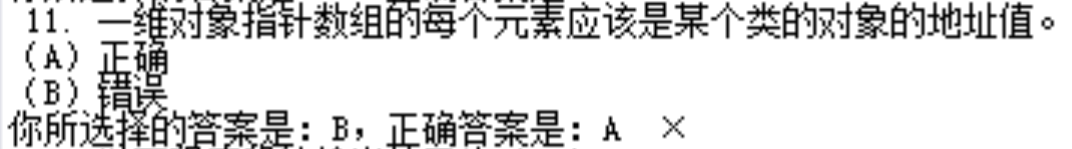 11. 一维对象指针数组的每个元素应该是某个类的对象的地址值。
(A) 正确
(B) 错误
你所选择的答案是: B, 正确答案是: A ×